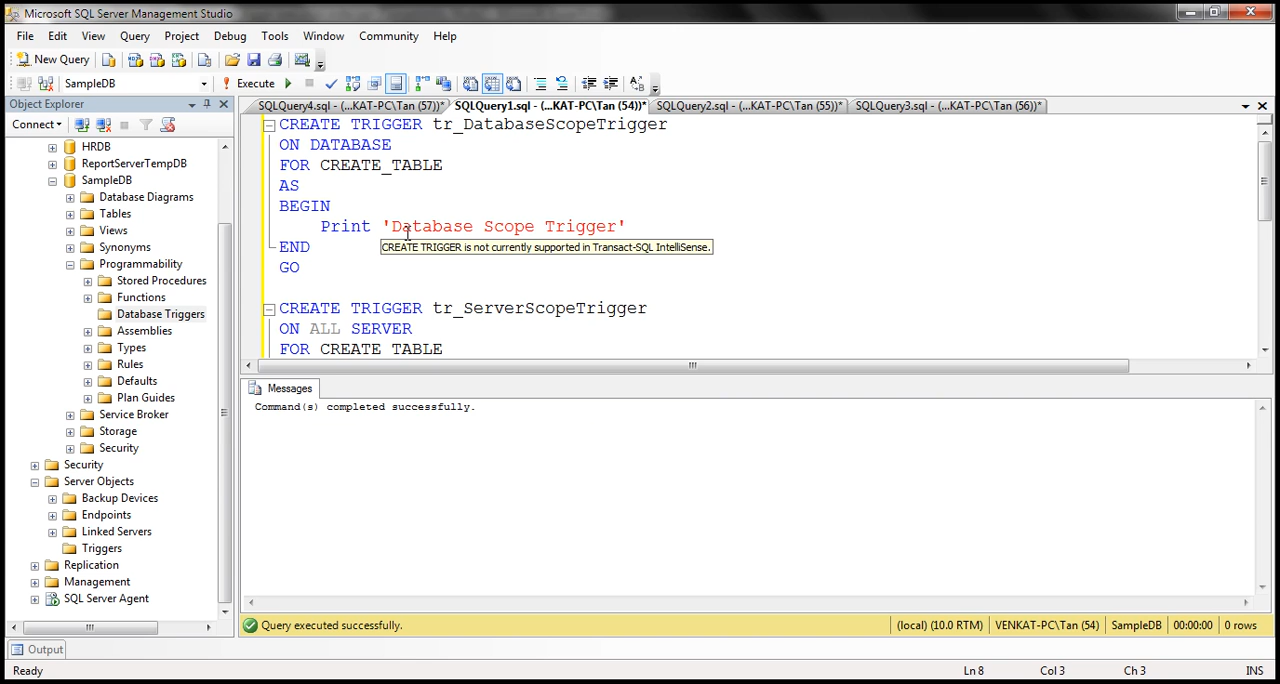 Microsoft SQL Server Management Studio
File Edit View Query Project Debug Tools Window Community Help
New Query
SampleDB Execute
Object Explorer
SQLQuery4.sql - (...KAT-PC\Tan (57))* SQLQuery1.sql - (...KAT-PC\Tan (54))* SQLQuery2.sql - (...KAT-PC\Tan (55))* SQLQuery3.sql - (...KAT-PC\Tan (56))*
Connect
HRDB
ReportServerTempDB
SampleDB
Database Diagrams
Tables
Views
Synonyms
Programmability
Stored Procedures
Functions
Database Triggers
Assemblies
Types
Rules
Defaults
Plan Guides
Service Broker
Storage
Security
Security
Server Objects
Backup Devices
Endpoints
Linked Servers
Triggers
Replication
Management
SQL Server Agent
CREATE TRIGGER tr_DatabaseScopeTrigger
ON DATABASE
FOR CREATE_TABLE
AS
BEGIN
Print 'Database Scope Trigger'
END
CREATE TRIGGER is not currently supported in Transact-SQL IntelliSense.
GO
CREATE TRIGGER tr_ServerScopeTrigger
ON ALL SERVER
FOR CREATE TABLE
Messages
Command(s) completed successfully.
Query executed successfully. (local) (10.0 RTM) VENKAT-PC\Tan (54) SampleDB 00:00:00 0 rows
Output
Ready Ln 8 Col 3 Ch 3 INS